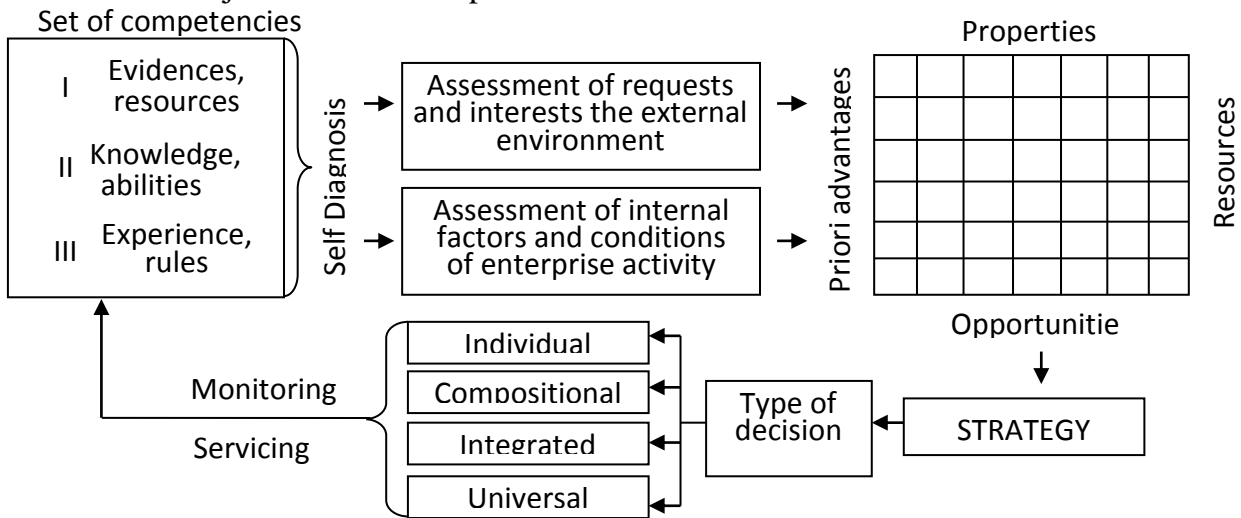 Set of competencies
I Evidences,
resources
II Knowledge,
abilities
III Experience,
rules
Self Diagnosis
Assessment of requests
and interests the external
environment
Assessment of internal
factors and conditions
of enterprise activity
Priori advantages
Properties
Resources
Opportunitie
STRATEGY
Type of
decision
Individual
Compositional
Integrated
Universal
Monitoring
Servicing